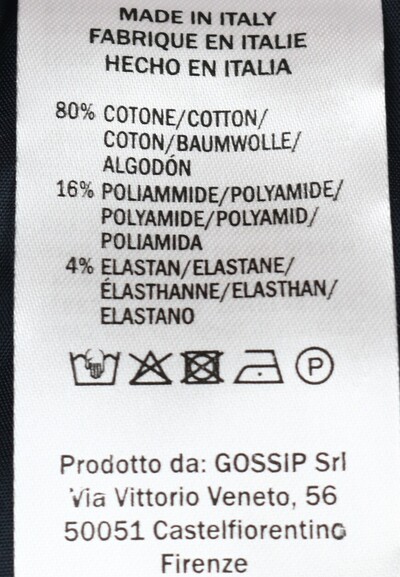 MADE IN ITALY
FABRIQUE EN ITALIE
HECHO EN ITALIA
80% COTONE/COTTON/
COTON/BAUMWOLLE/
ALGODÓN
16% POLIAMMIDE/POLYAMIDE/
POLYAMIDE/POLYAMID/
POLIAMIDA
4% ELASTAN/ELASTANE/
ÉLASTHANNE/ELASTHAN/
ELASTANO
P
Prodotto da: GOSSIP Srl
Via Vittorio Veneto, 56
50051 Castelfiorentino
Firenze